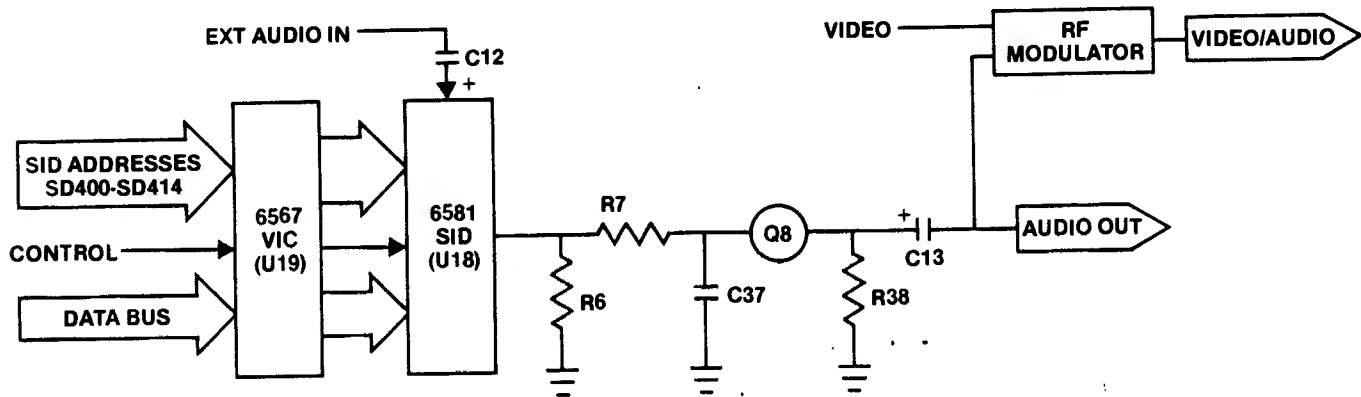 EXT AUDIO IN
C12
+
VIDEO
RF
MODULATOR
VIDEO/AUDIO
SID ADDRESSES
SD400-SD414
CONTROL
DATA BUS
6567
VIC
(U19)
6581
SID
(U18)
R7
R6
C37
Q8
R38
+
C13
AUDIO OUT